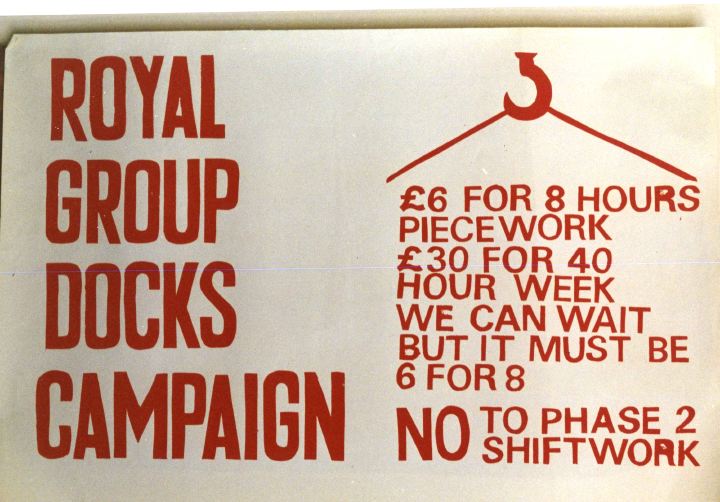 ROYAL
GROUP
DOCKS
CAMPAIGN
£6 FOR 8 HOURS
PIECEWORK
£30 FOR 40
HOUR WEEK
WE CAN WAIT
BUT IT MUST BE
6 FOR 8
NO TO PHASE 2
SHIFTWORK